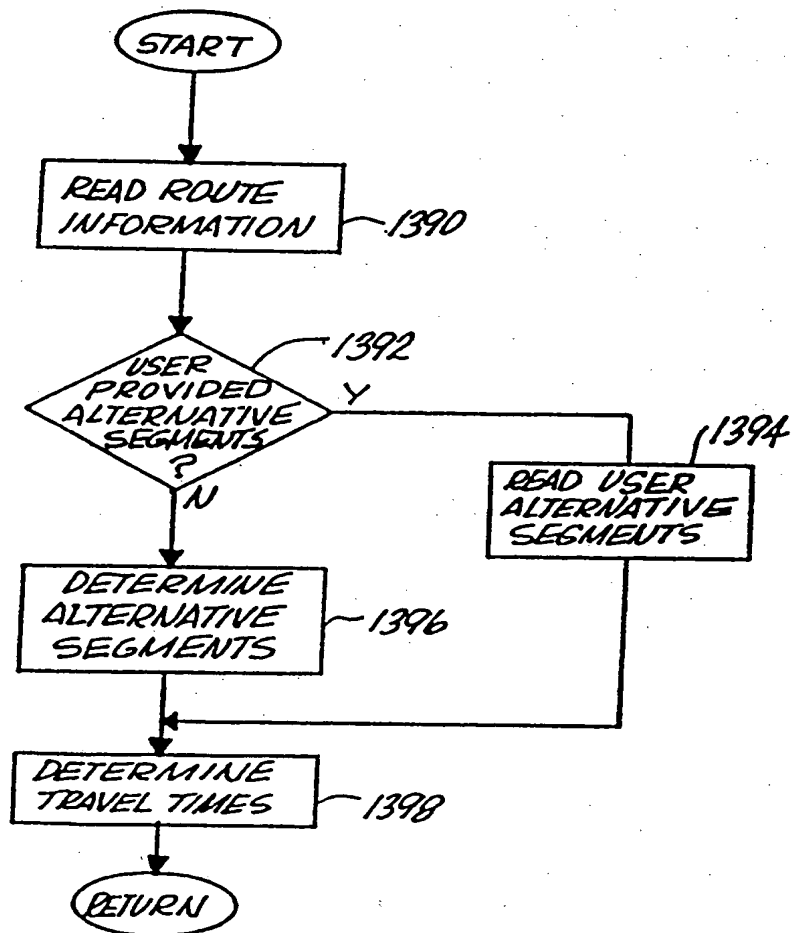 START
READ ROUTE
INFORMATION
1390
1392
USER
PROVIDED
ALTERNATIVE
SEGMENTS
?
Y
N
1394
READ USER
ALTERNATIVE
SEGMENTS
DETERMINE
ALTERNATIVE
SEGMENTS
1396
DETERMINE
TRAVEL TIMES
1398
RETURN